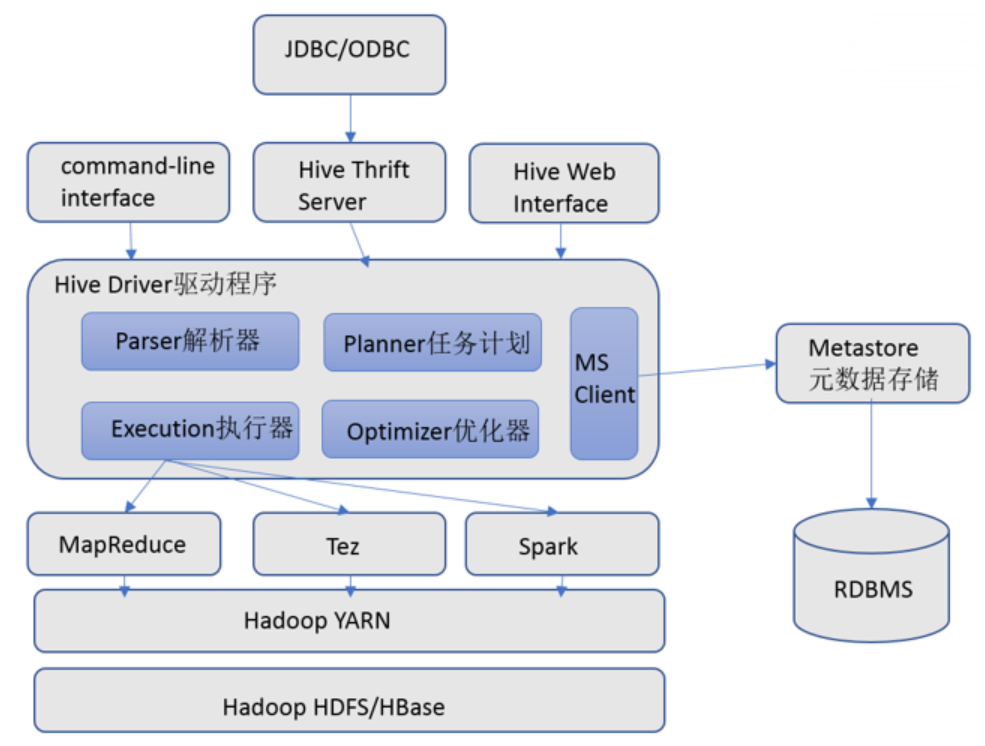 JDBC/ODBC
command-line
interface
Hive Thrift
Server
Hive Web
Interface
Hive Driver驱动程序
Parser解析器
Planner任务计划
MS
Client
Execution执行器
Optimizer优化器
Metastore
元数据存储
MapReduce
Tez
Spark
RDBMS
Hadoop YARN
Hadoop HDFS/HBase